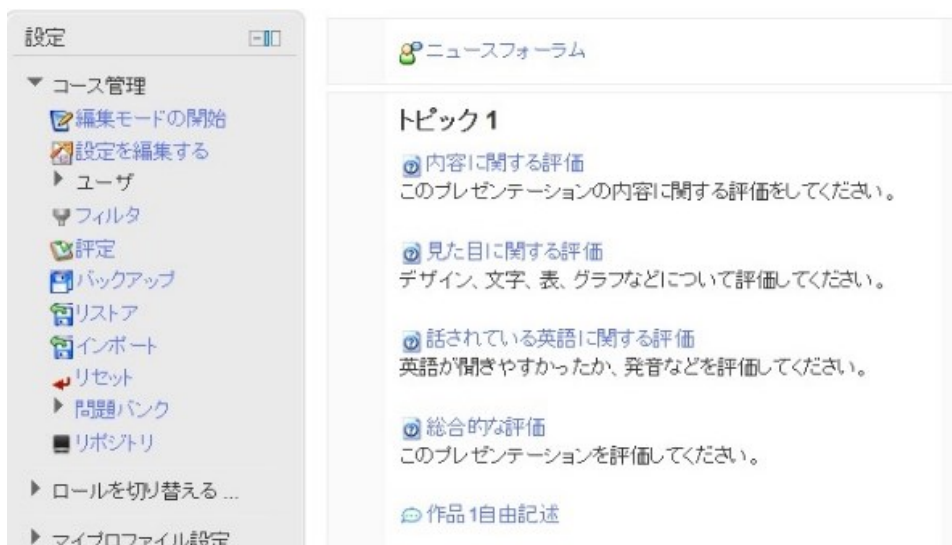 設定
▼ コース管理
編集モードの開始
設定を編集する
▶ ユーザ
フィルタ
評定
バックアップ
リストア
インポート
リセット
▶ 問題バンク
リポジトリ
▶ ロールを切り替える ...
▶ マイプロファイル設定
ニュースフォーラム
トピック 1
内容に関する評価
このプレゼンテーションの内容に関する評価をしてください。
見た目に関する評価
デザイン、文字、表、グラフなどについて評価してください。
話されている英語に関する評価
英語が聞きやすかったか、発音などを評価してください。
総合的な評価
このプレゼンテーションを評価してください。
作品1自由記述